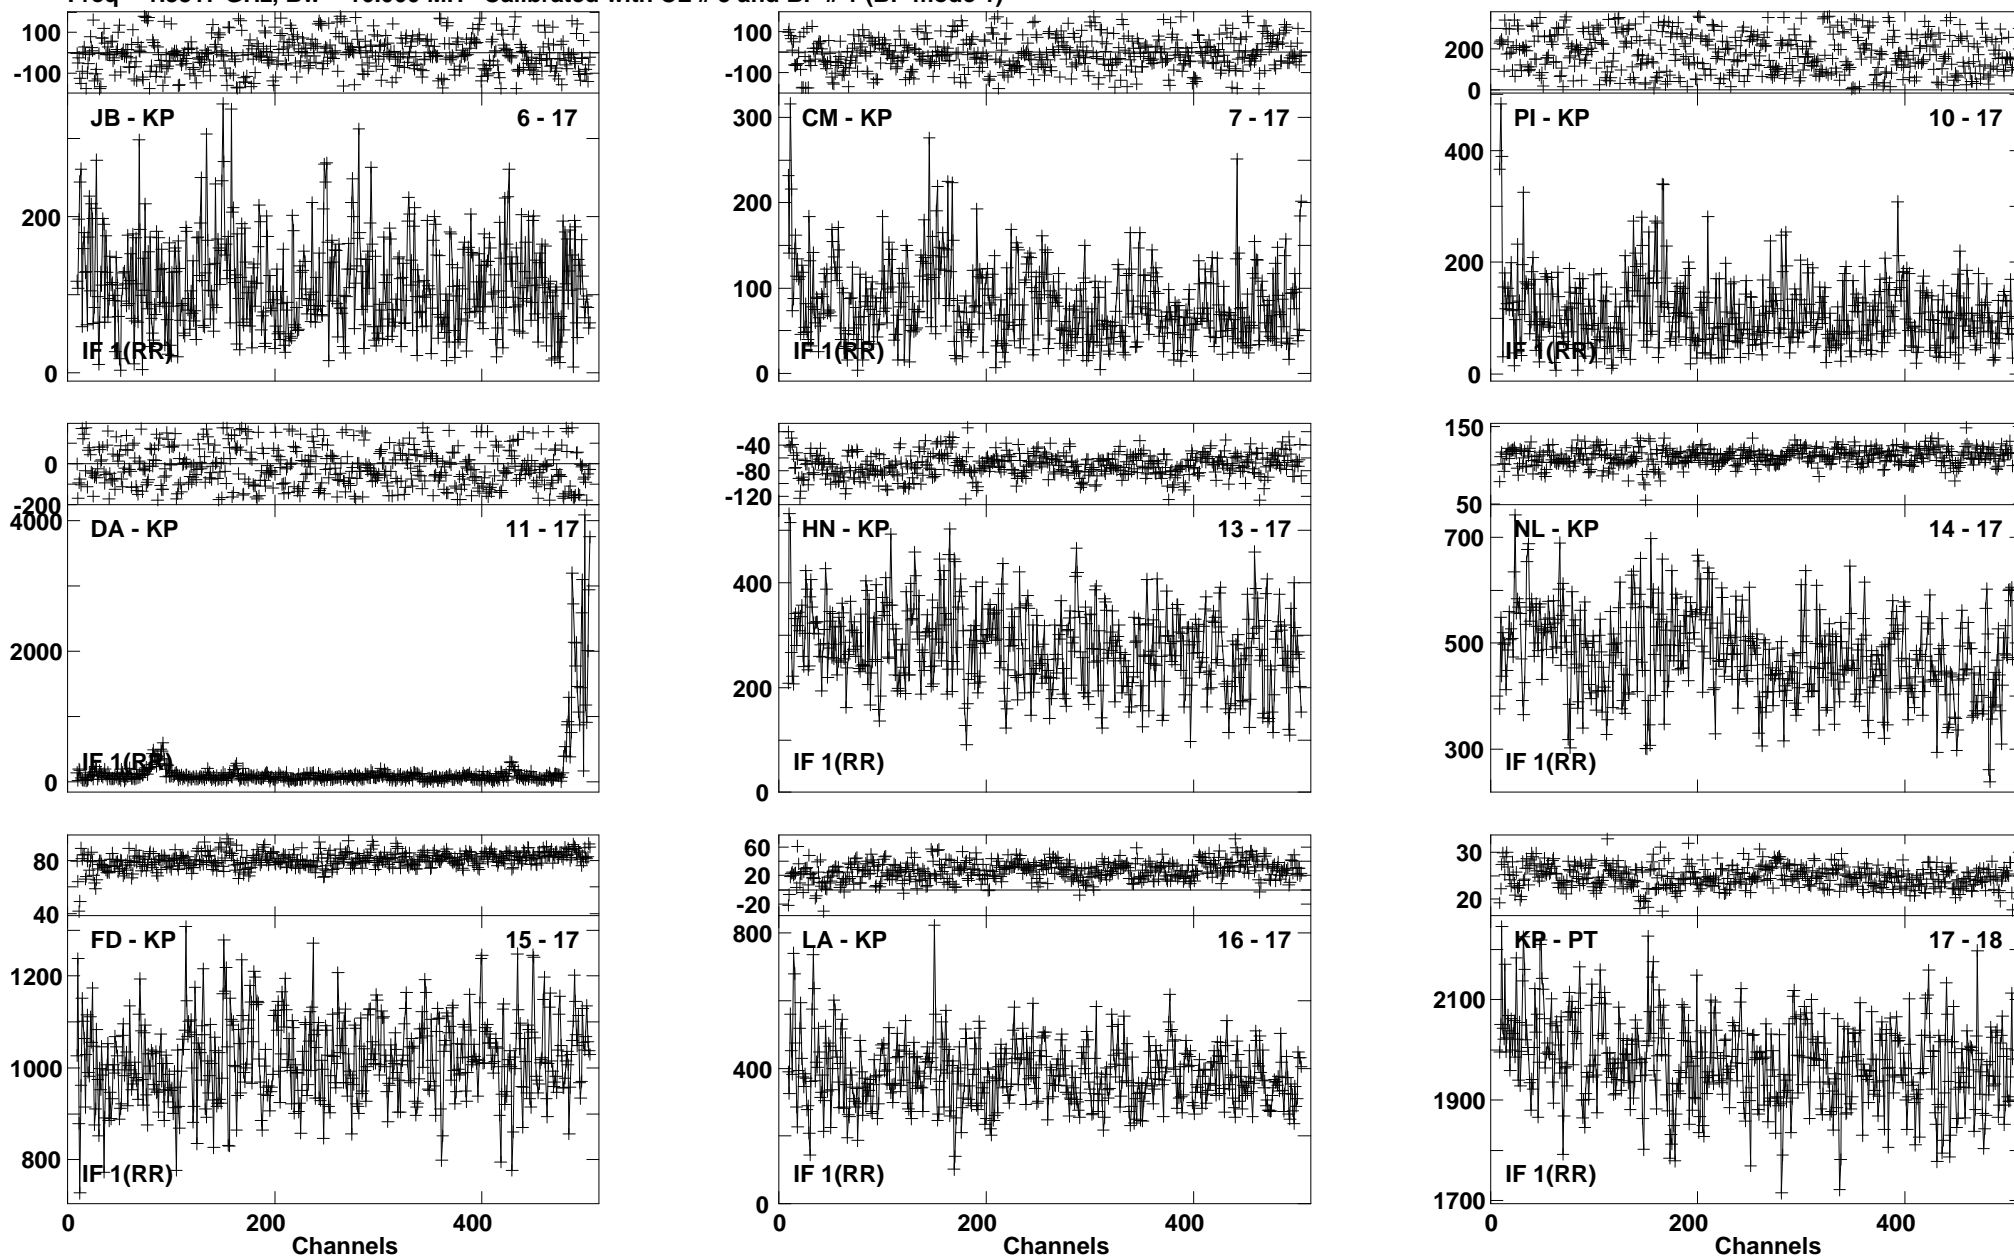 100
-100
JB - KP 6 - 17
200
0
IF 1(RR)
100
-100
CM - KP 7 - 17
300
200
100
0
IF 1(RR)
200
0
PI - KP 10 - 17
400
200
0
IF 1(RR)
0
-200
DA - KP 11 - 17
4000
2000
0
IF 1(RR)
-40
-80
-120
HN - KP 13 - 17
400
200
0
IF 1(RR)
150
50
NL - KP 14 - 17
700
500
300
IF 1(RR)
80
40
FD - KP 15 - 17
1200
1000
800
IF 1(RR)
0 200 400
Channels
60
20
-20
LA - KP 16 - 17
800
400
0
IF 1(RR)
0 200 400
Channels
30
20
KP - PT 17 - 18
2100
1900
1700
IF 1(RR)
0 200 400
Channels